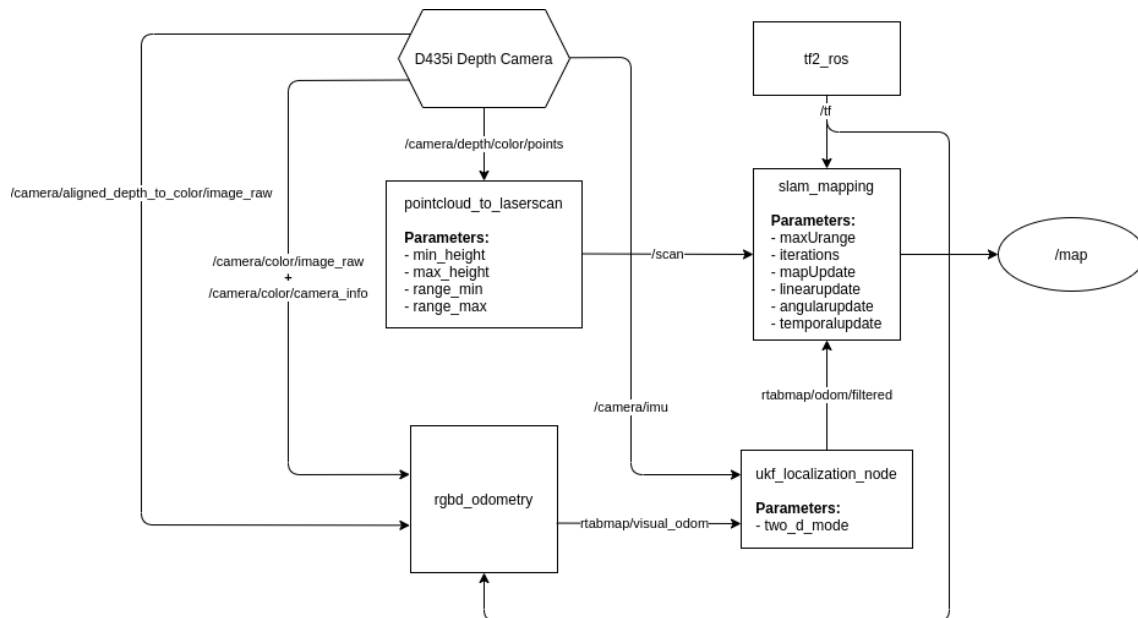 D435i Depth Camera
tf2_ros
/tf
/camera/depth/color/points
/camera/aligned_depth_to_color/image_raw
pointcloud_to_laserscan
Parameters:
- min_height
- max_height
- range_min
- range_max
slam_mapping
Parameters:
- maxUrange
- iterations
- mapUpdate
- linearupdate
- angularupdate
- temporalupdate
/scan
/map
/camera/color/image_raw
+
/camera/color/camera_info
/camera/imu
rtabmap/odom/filtered
rgbd_odometry
rtabmap/visual_odom
ukf_localization_node
Parameters:
- two_d_mode